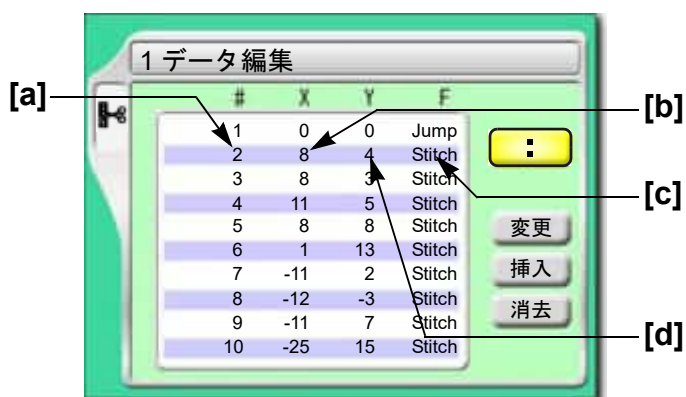 1 データ編集
[a]
# X Y F
[b]
1 0 0 Jump
2 8 4 Stitch
:
3 8 3 Stitch
[c]
4 11 5 Stitch
5 8 8 Stitch
変更
6 1 13 Stitch
7 -11 2 Stitch
挿入
8 -12 -3 Stitch
9 -11 7 Stitch
消去
10 -25 15 Stitch
[d]